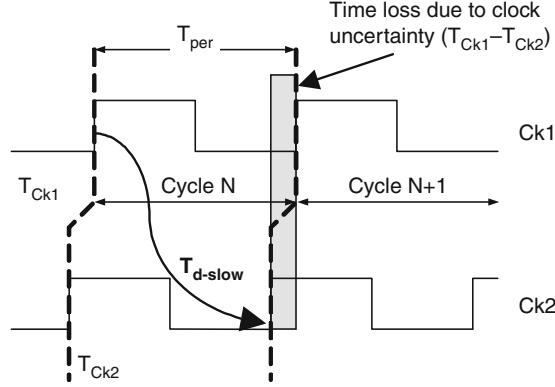 Time loss due to clock
uncertainty (T_Ck1–T_Ck2)
T_per
Ck1
T_Ck1
Cycle N
Cycle N+1
T_d-slow
Ck2
T_Ck2